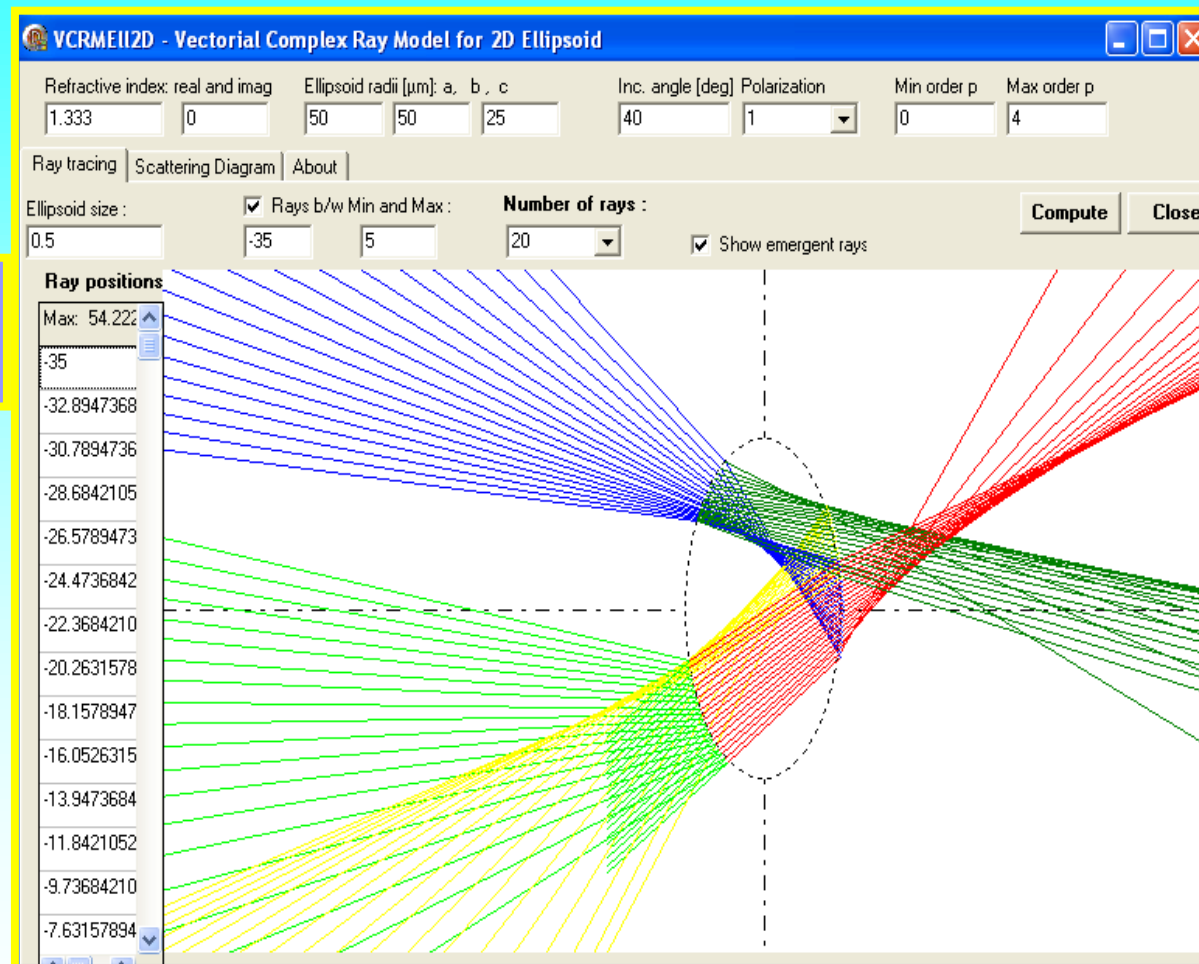 VCRMEll2D - Vectorial Complex Ray Model for 2D Ellipsoid
Refractive index: real and imag Ellipsoid radii [µm]: a, b , c Inc. angle [deg] Polarization Min order p Max order p
1.333 0 50 50 25 40 1 0 4
Ray tracing Scattering Diagram About
Ellipsoid size : Rays b/w Min and Max : Number of rays : Compute Close
0.5 -35 5 20 Show emergent rays
Ray positions
Max: 54.222
-35
-32.8947368
-30.7894736
-28.6842105
-26.5789473
-24.4736842
-22.3684210
-20.2631578
-18.1578947
-16.0526315
-13.9473684
-11.8421052
-9.73684210
-7.63157894